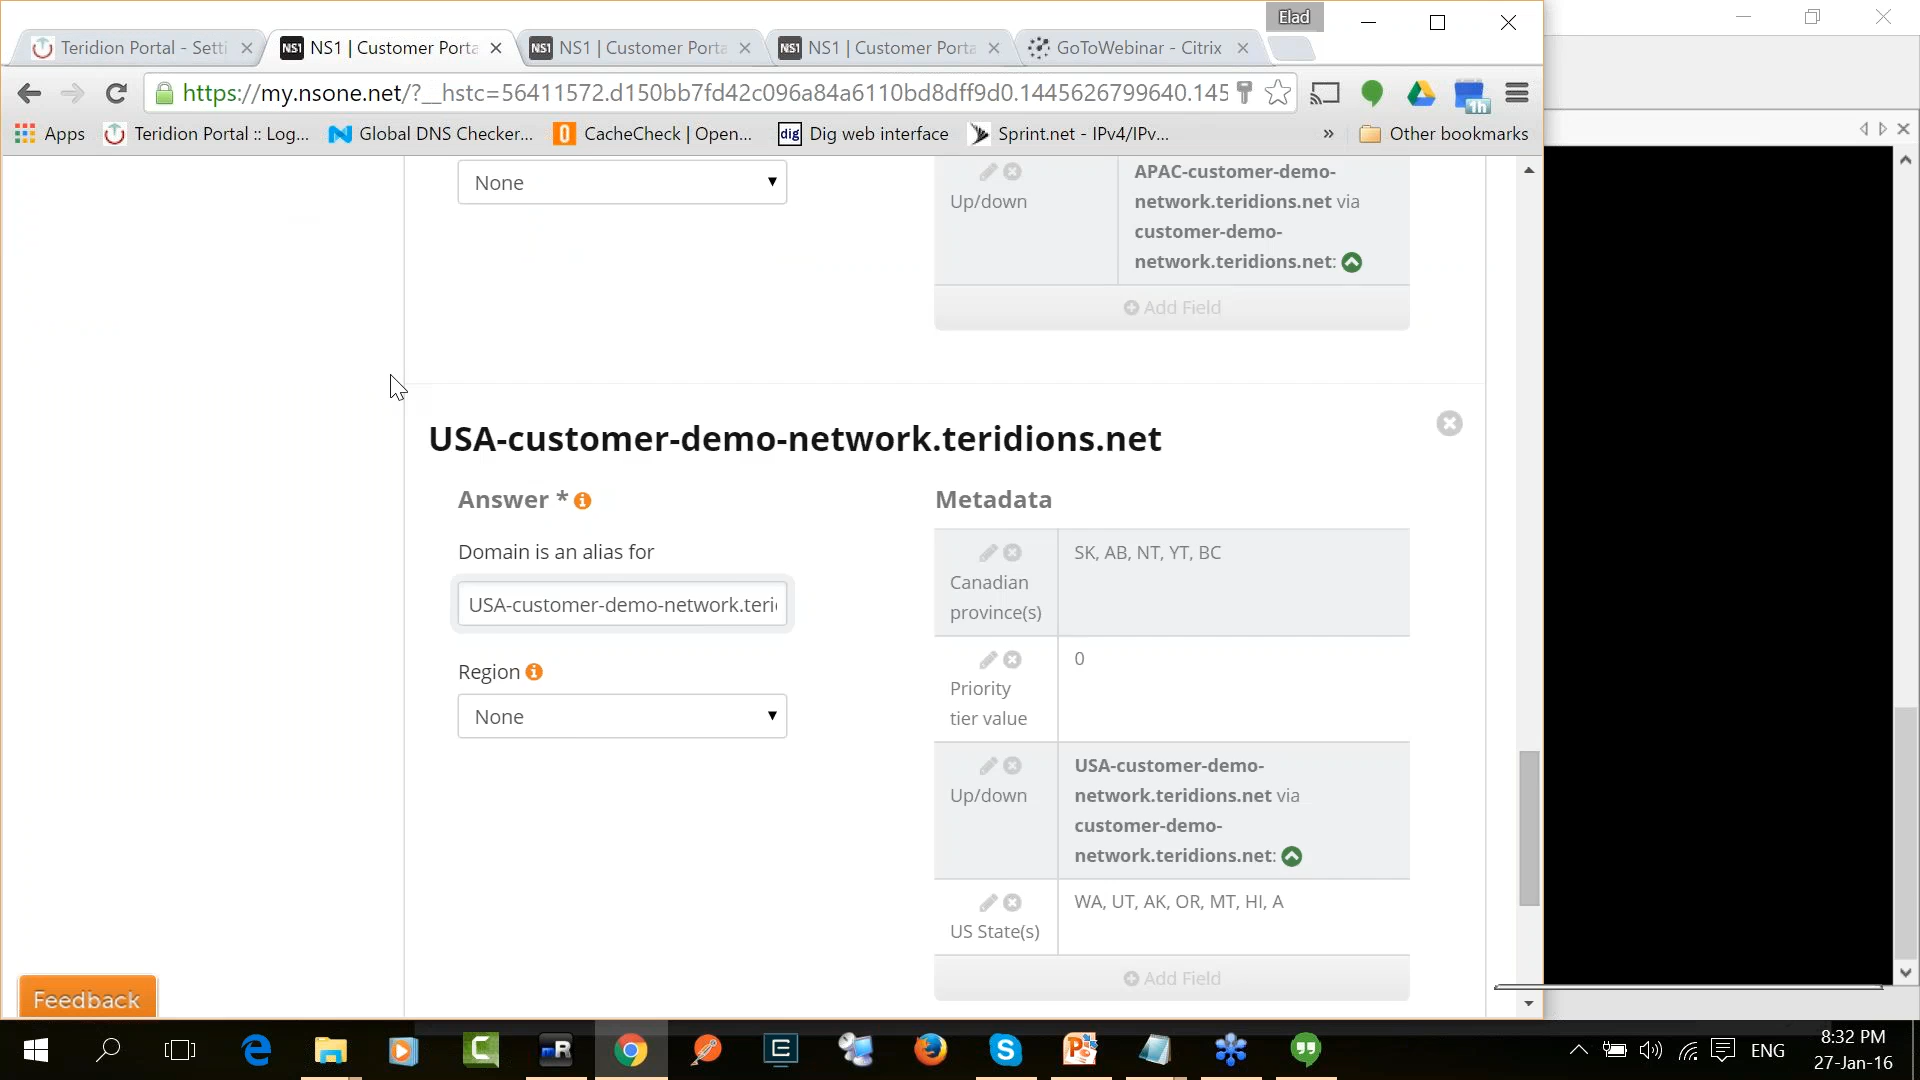 Elad
Teridion Portal - Setti
NS1 | Customer Porta
NS1 | Customer Porta
NS1 | Customer Porta
GoToWebinar - Citrix
https://my.nsone.net/?__hstc=56411572.d150bb7fd42c096a84a6110bd8dff9d0.1445626799640.145
1h
Apps
Teridion Portal :: Log...
Global DNS Checker...
CacheCheck | Open...
dig
Dig web interface
Sprint.net - IPv4/IPv...
»
Other bookmarks
None
Up/down
APAC-customer-demo-
network.teridions.net via
customer-demo-
network.teridions.net:
Add Field
USA-customer-demo-network.teridions.net
Answer *
Metadata
Domain is an alias for
USA-customer-demo-network.teri
Region
None
Canadian
province(s)
SK, AB, NT, YT, BC
Priority
tier value
0
Up/down
USA-customer-demo-
network.teridions.net via
customer-demo-
network.teridions.net:
US State(s)
WA, UT, AK, OR, MT, HI, A
Add Field
Feedback
ENG
8:32 PM
27-Jan-16